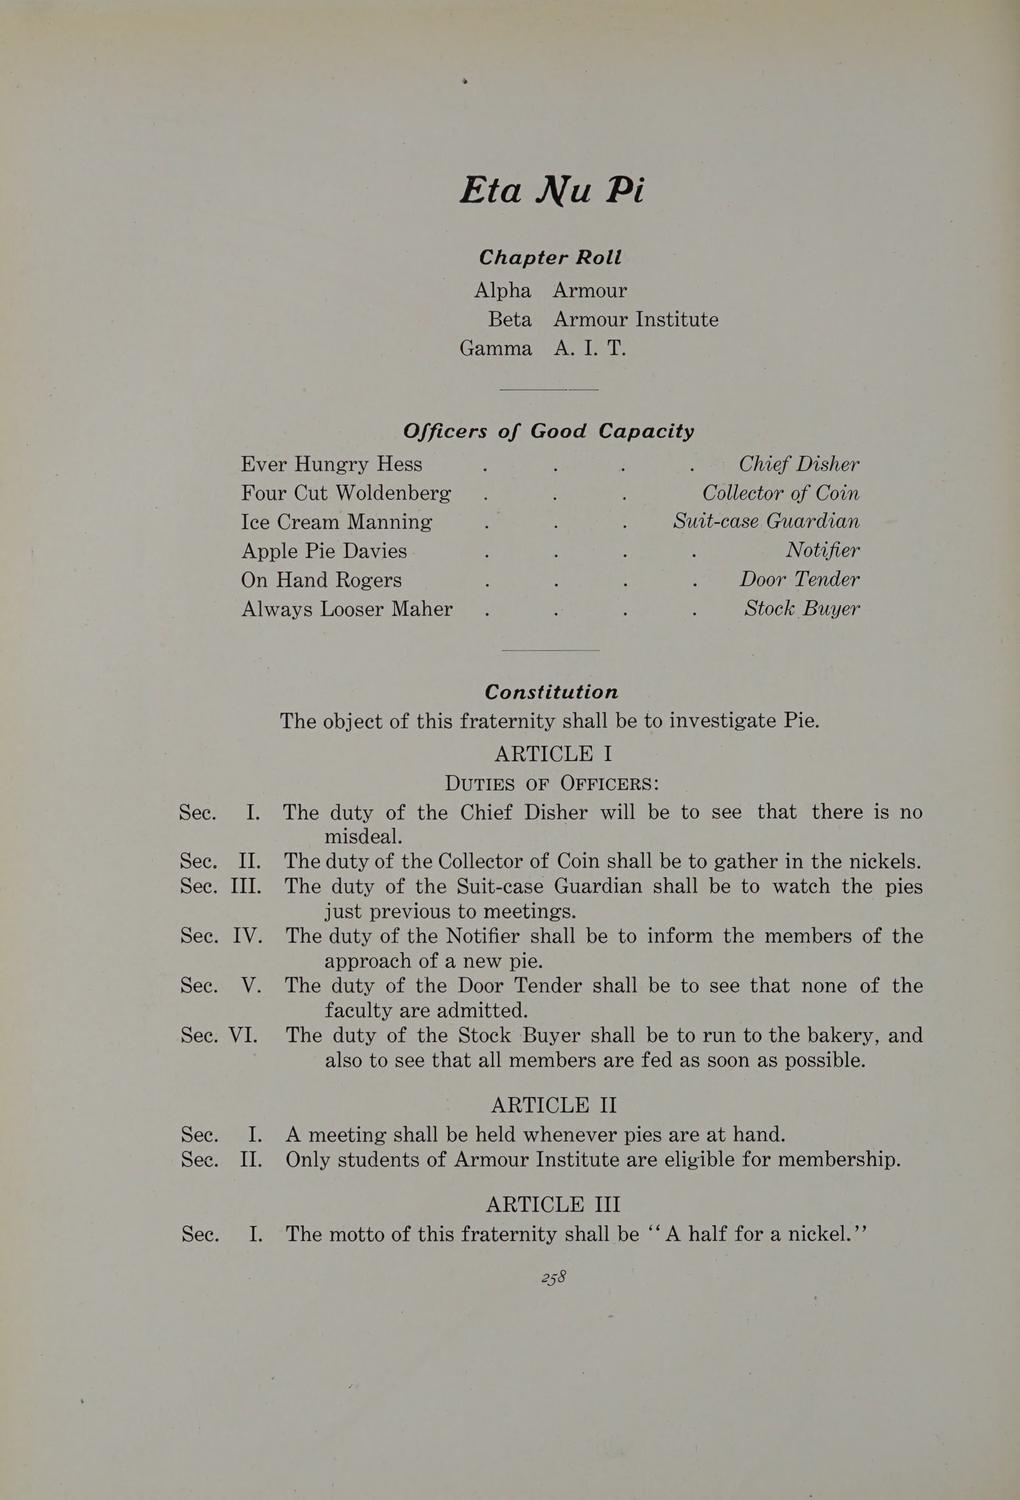 Eta Nu Pi
Chapter Roll
Alpha Armour
Beta Armour Institute
Gamma A. I. T.
Officers of Good Capacity
Ever Hungry Hess . . . . Chief Disher
Four Cut Woldenberg . . . Collector of Coin
Ice Cream Manning . . . Suit-case Guardian
Apple Pie Davies . . . . Notifier
On Hand Rogers . . . . Door Tender
Always Looser Maher . . . . Stock Buyer
Constitution
The object of this fraternity shall be to investigate Pie.
ARTICLE I
DUTIES OF OFFICERS:
Sec. I. The duty of the Chief Disher will be to see that there is no
misdeal.
Sec. II. The duty of the Collector of Coin shall be to gather in the nickels.
Sec. III. The duty of the Suit-case Guardian shall be to watch the pies
just previous to meetings.
Sec. IV. The duty of the Notifier shall be to inform the members of the
approach of a new pie.
Sec. V. The duty of the Door Tender shall be to see that none of the
faculty are admitted.
Sec. VI. The duty of the Stock Buyer shall be to run to the bakery, and
also to see that all members are fed as soon as possible.
ARTICLE II
Sec. I. A meeting shall be held whenever pies are at hand.
Sec. II. Only students of Armour Institute are eligible for membership.
ARTICLE III
Sec. I. The motto of this fraternity shall be ‘‘A half for a nickel.’’
258